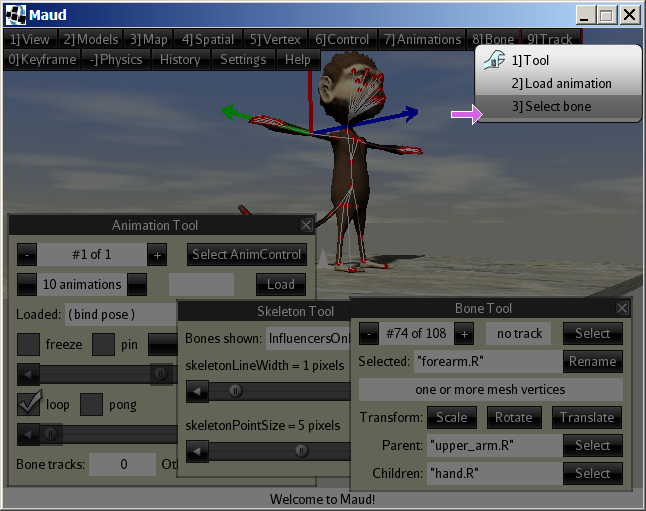 Maud
1]View 2]Models 3]Map 4]Spatial 5]Vertex 6]Control 7]Animations 8]Bone 9]Track
0]Keyframe -]Physics History Settings Help
1]Tool
2]Load animation
3]Select bone
Animation Tool
- #1 of 1 + Select AnimControl
10 animations Load
Loaded: ( bind pose )
freeze pin
loop pong
Bone tracks: 0 Oth
Skeleton Tool
Bones shown: InfluencersOnl
skeletonLineWidth = 1 pixels
skeletonPointSize = 5 pixels
Bone Tool
- #74 of 108 + no track Select
Selected: "forearm.R" Rename
one or more mesh vertices
Transform: Scale Rotate Translate
Parent: "upper_arm.R" Select
Children: "hand.R" Select
Welcome to Maud!